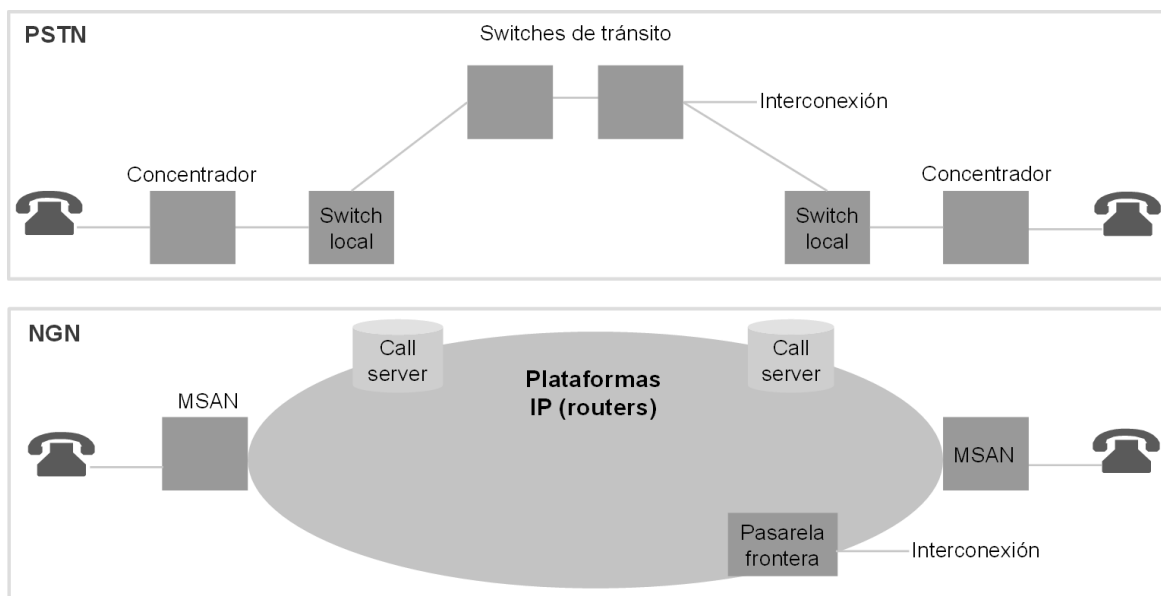 PSTN
Switches de tránsito
Interconexión
Concentrador
Switch
local
Switch
local
Concentrador
NGN
Call
server
Call
server
Plataformas
IP (routers)
MSAN
MSAN
Pasarela
frontera
Interconexión